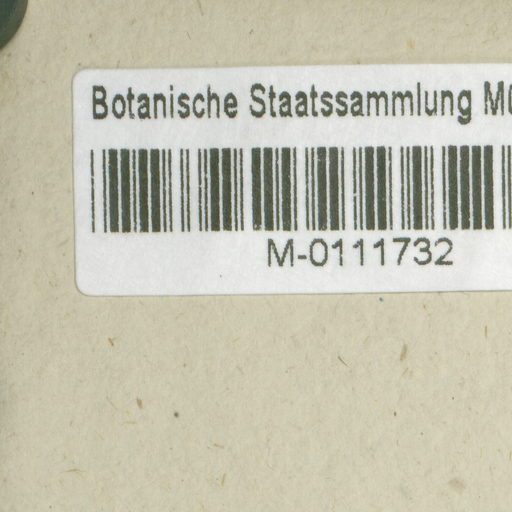 Botanische Staatssammlung
M-0111732